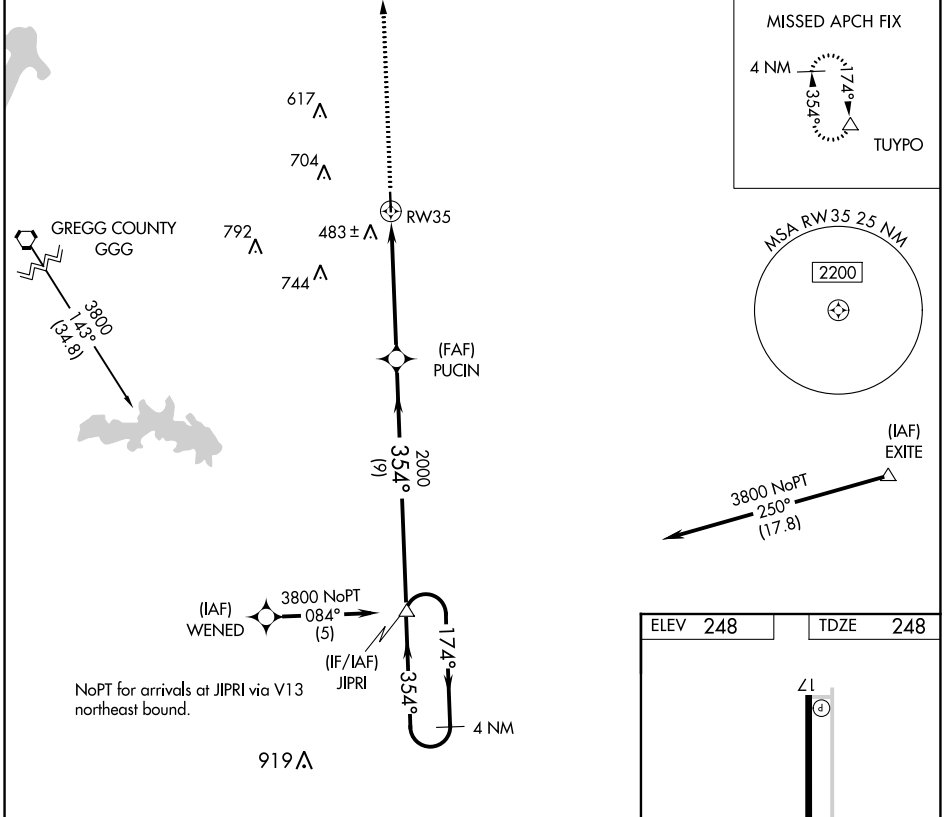 MISSED APCH FIX
4 NM
174°
354°
TUYPO
617
704
RW35
GREGG COUNTY
GGG
792
483 ±
744
3800
143°
(34.8)
MSA RW35 25 NM
2200
(FAF)
PUCIN
2000
354°
(9)
(IAF)
EXITE
3800 NoPT
250°
(17.8)
(IAF)
WENED
3800 NoPT
084°
(5)
(IF/IAF)
JIPRI
174°
354°
4 NM
NoPT for arrivals at JIPRI via V13
northeast bound.
919
ELEV 248
TDZE 248
17
P